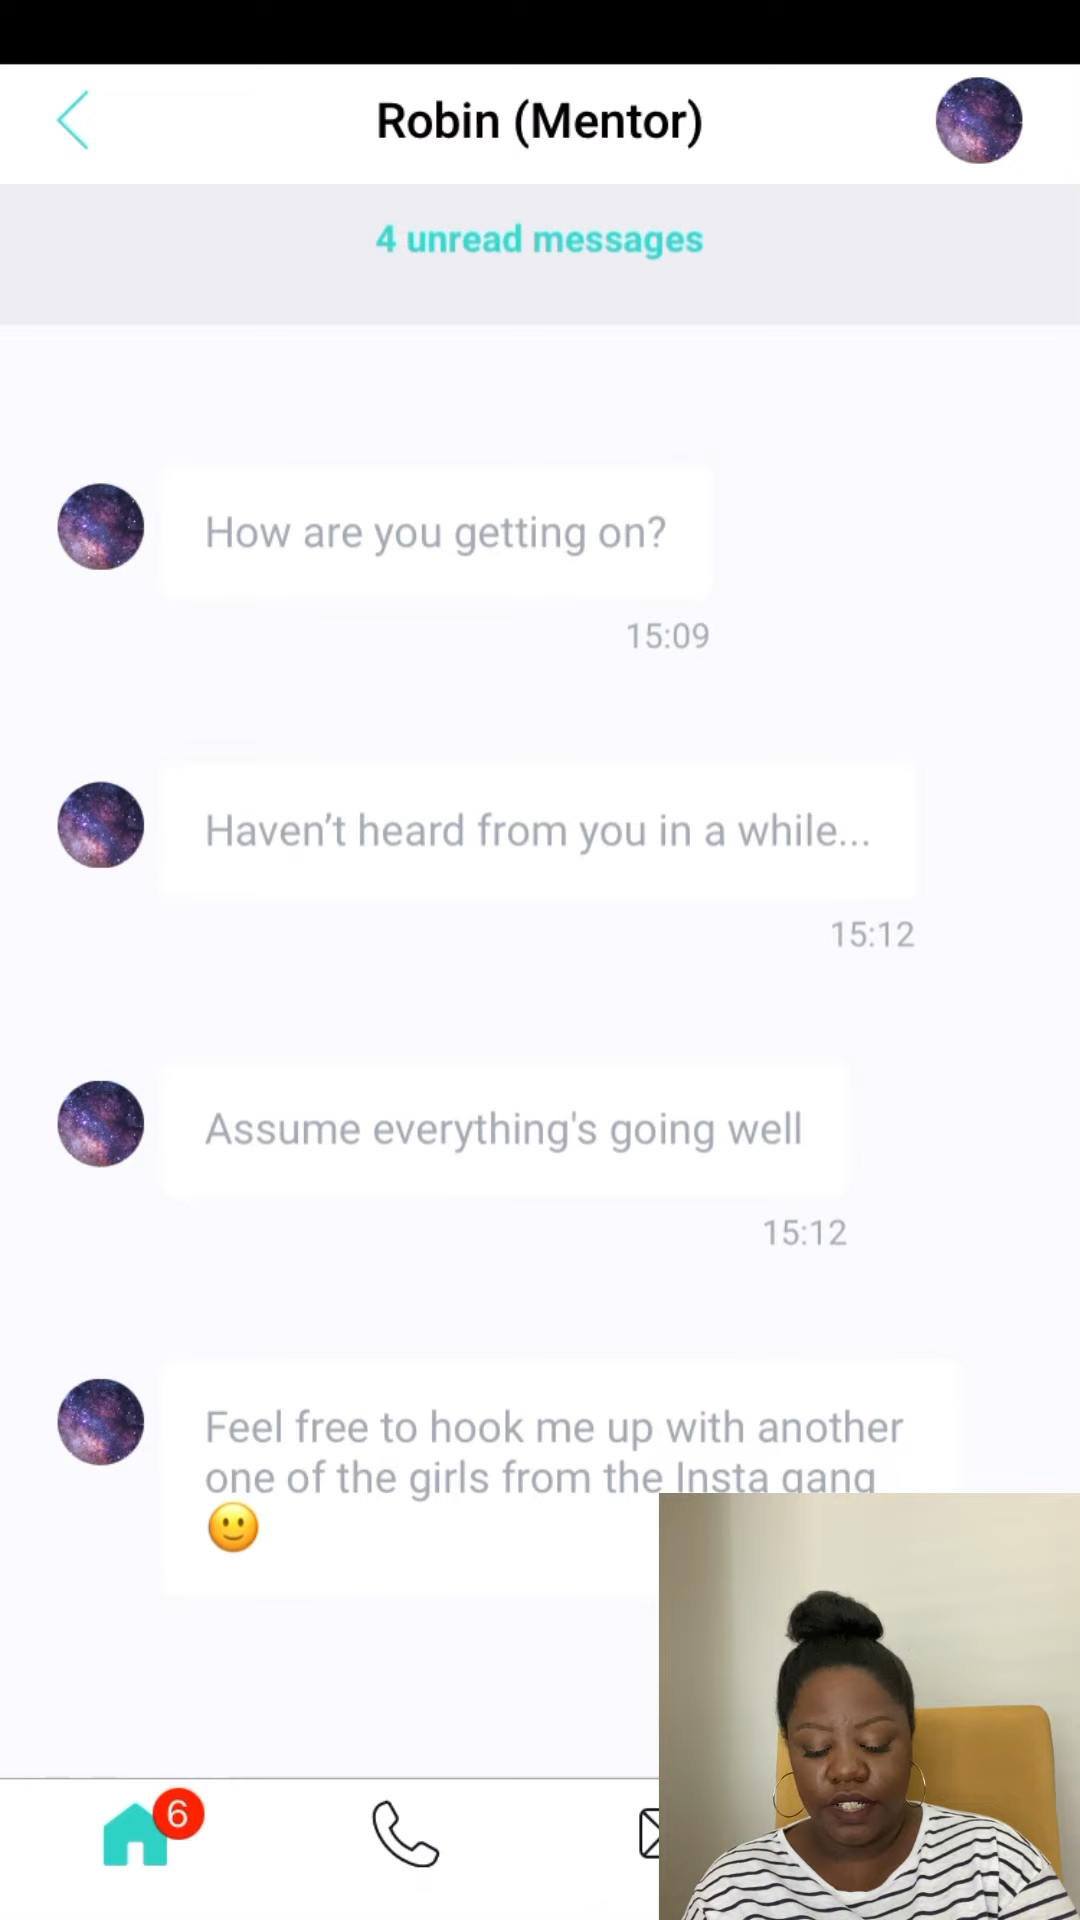 Robin (Mentor)
4 unread messages
How are you getting on?
15:09
Haven’t heard from you in a while...
15:12
Assume everything's going well
15:12
Feel free to hook me up with another
one of the girls from the Insta gang
🙂
6